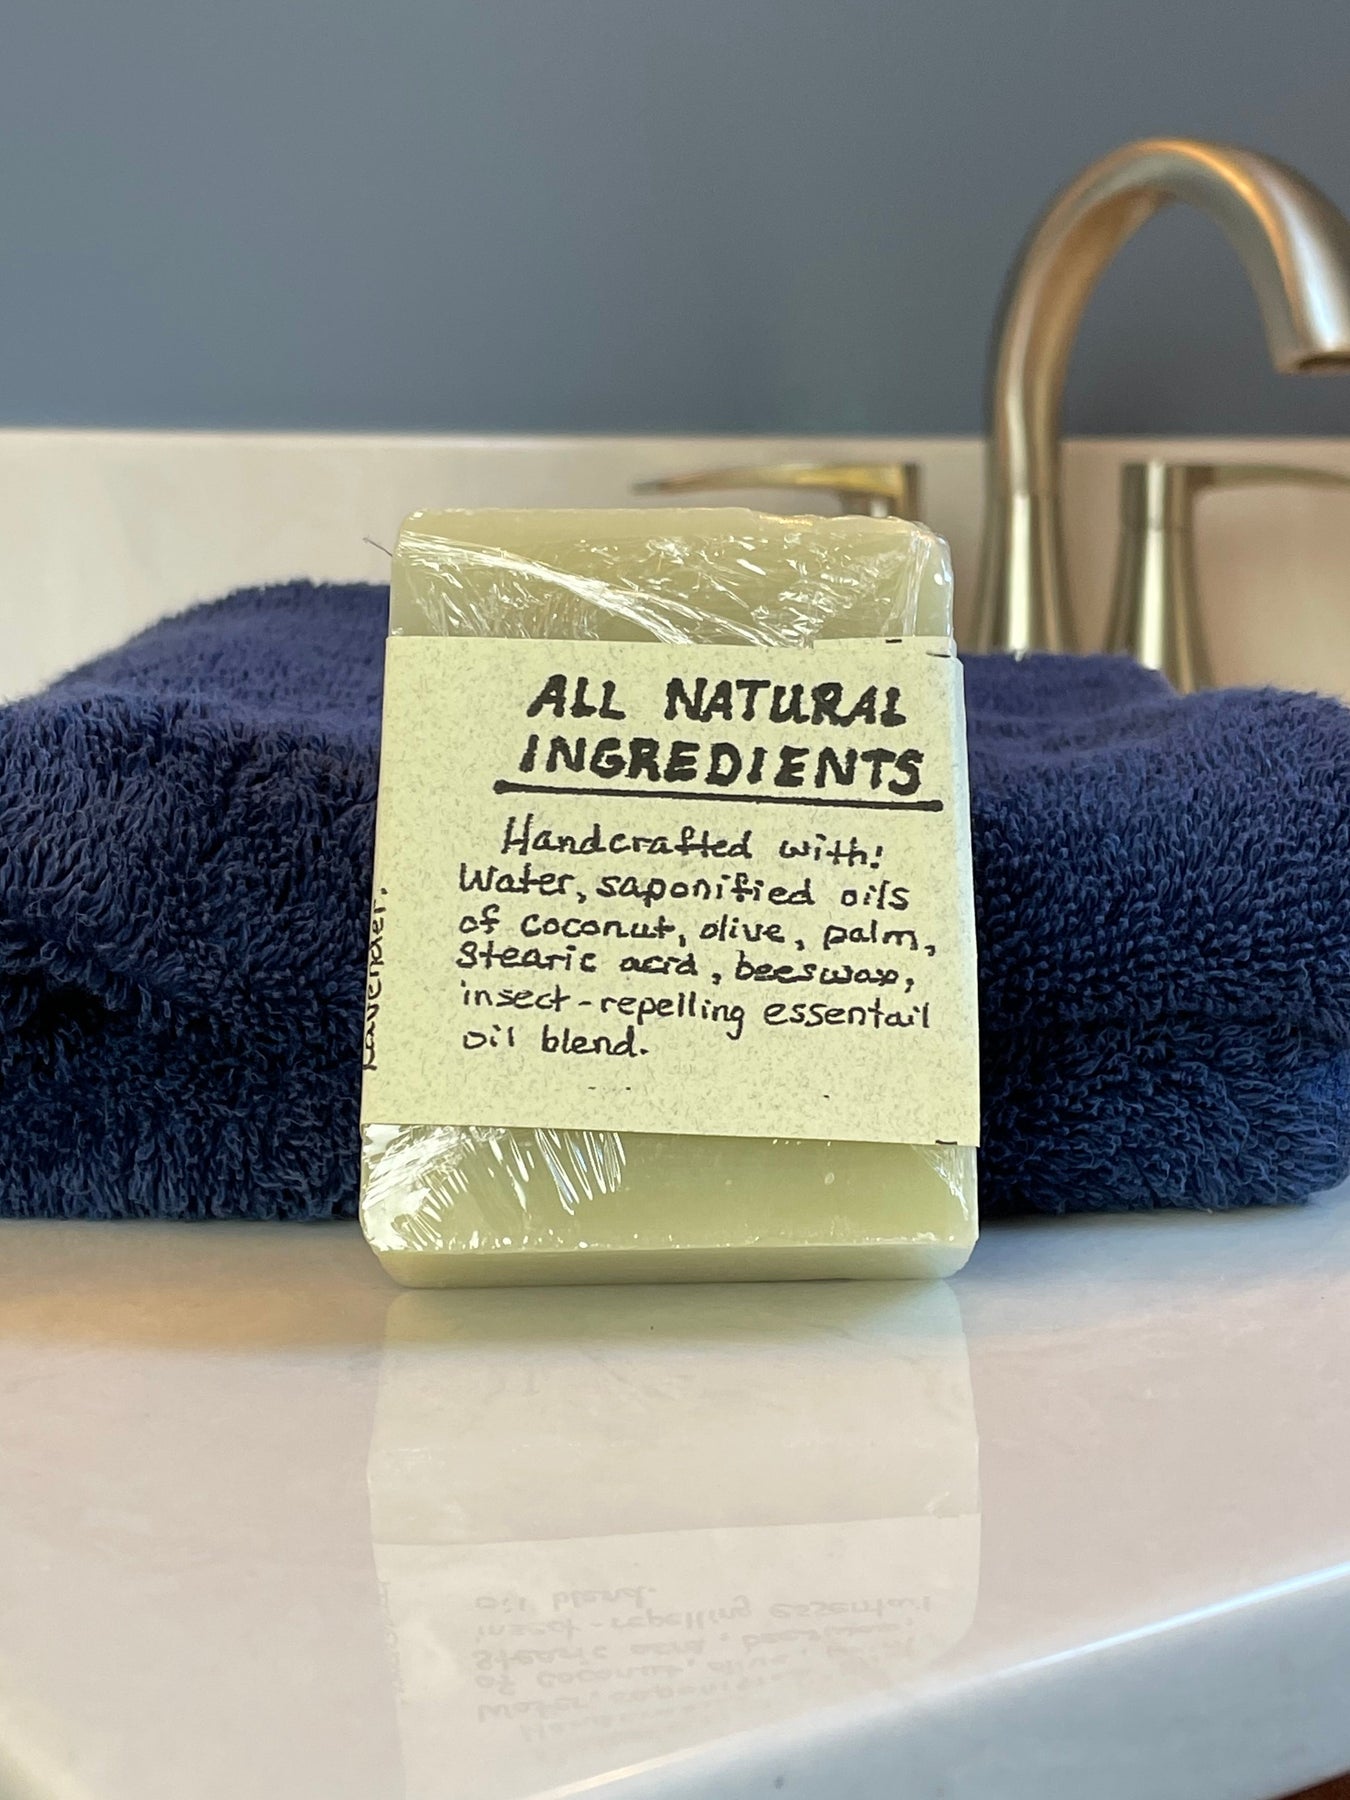 ALL NATURAL
INGREDIENTS
Handcrafted with:
Water, saponified oils
of coconut, olive, palm,
stearic acid, beeswax,
insect-repelling essentail
oil blend.
Lavender.